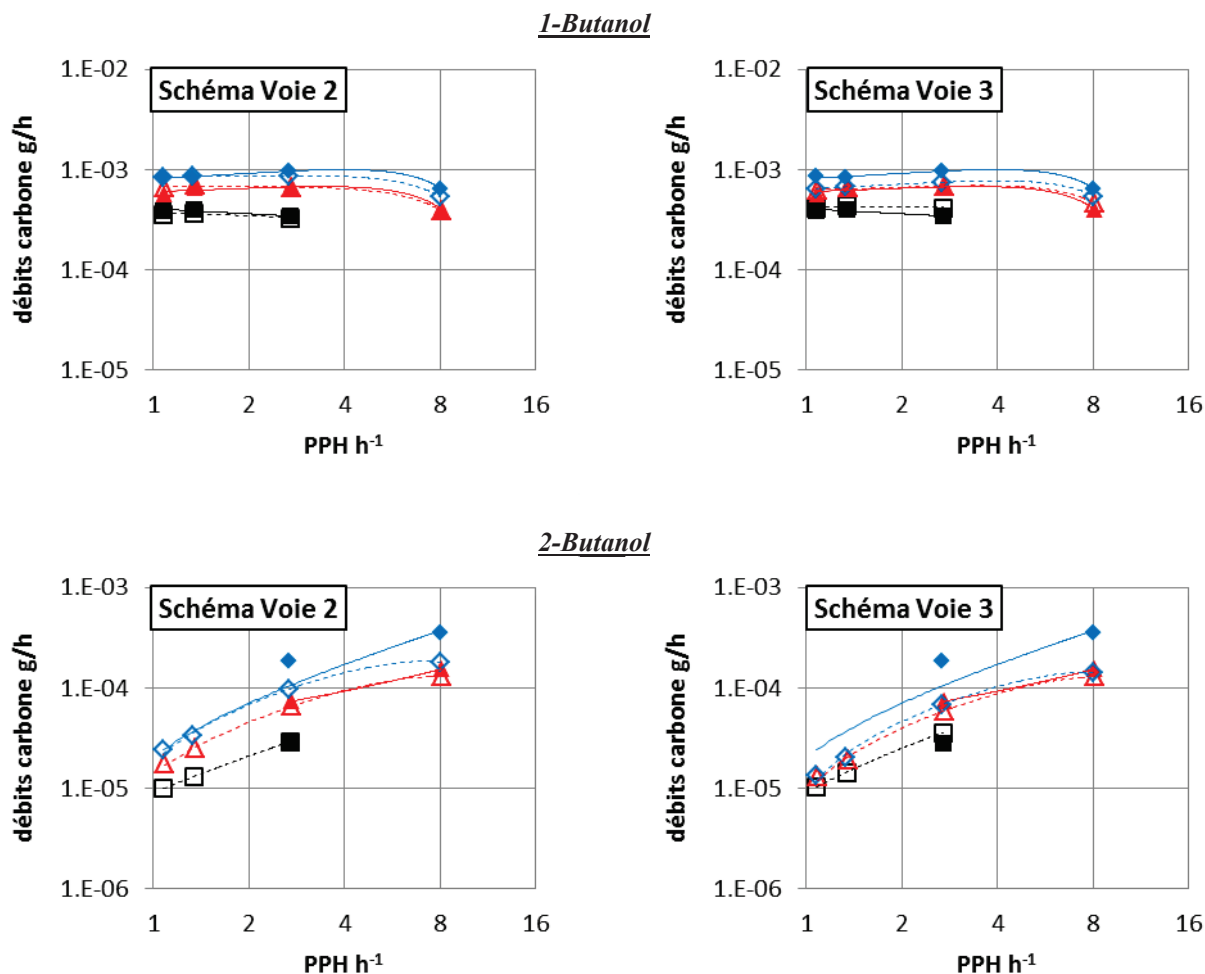 1-Butanol
Schéma Voie 2
débits carbone g/h
1.E-02
1.E-03
1.E-04
1.E-05
1 2 4 8 16
PPH h-1
Schéma Voie 3
débits carbone g/h
1.E-02
1.E-03
1.E-04
1.E-05
1 2 4 8 16
PPH h-1
2-Butanol
Schéma Voie 2
débits carbone g/h
1.E-03
1.E-04
1.E-05
1.E-06
1 2 4 8 16
PPH h-1
Schéma Voie 3
débits carbone g/h
1.E-03
1.E-04
1.E-05
1.E-06
1 2 4 8 16
PPH h-1